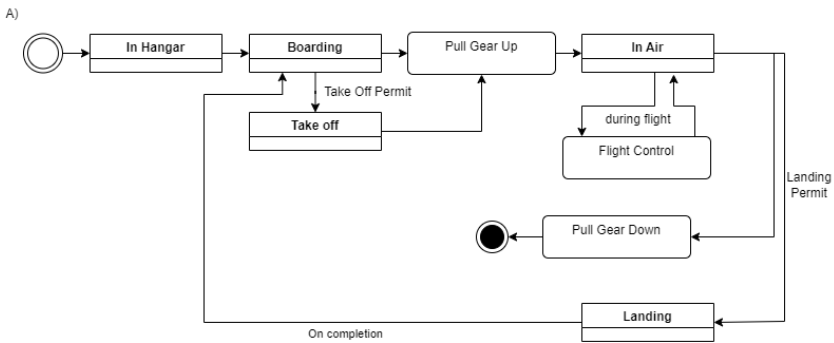 A)
In Hangar
Boarding
Pull Gear Up
In Air
Take Off Permit
Take off
during flight
Flight Control
Landing
Permit
Pull Gear Down
Landing
On completion